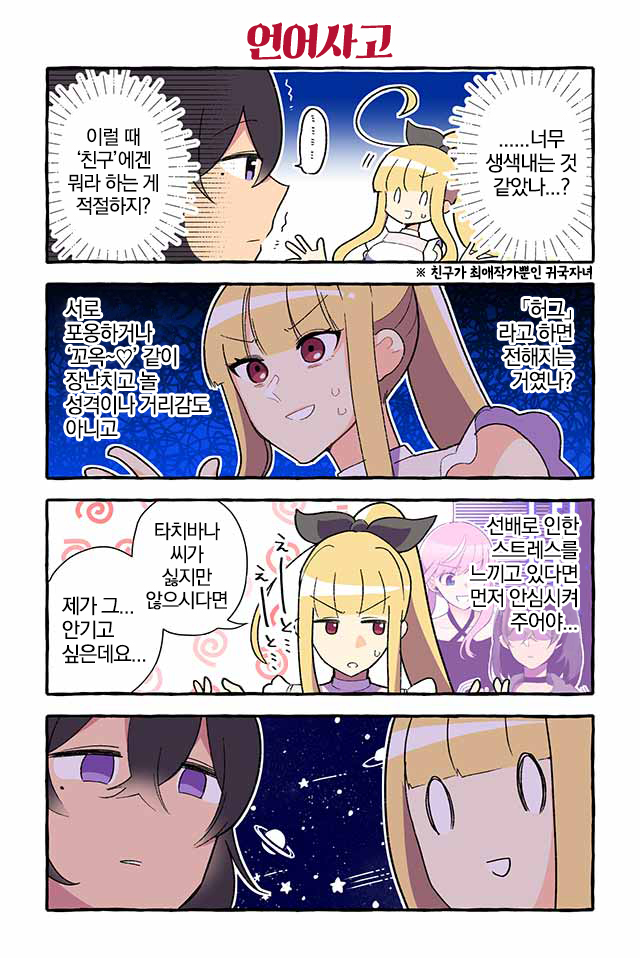 언어사고
......너무
생색내는 것
같았나...?
......
이럴 때
'친구'에겐
뭐라 하는 게
적절하지?
※ 친구가 최애작가뿐인 귀국자녀
『허그』
라고 하면
전해지는
거였나?
서로
포옹하거나
'꼬옥~♡' 같이
장난치고 놀
성격이나 거리감도
아니고
선배로 인한
스트레스를
느끼고 있다면
먼저 안심시켜
주어야...
타치바나
씨가
싫지만
않으시다면
제가 그...
안기고
싶은데요...